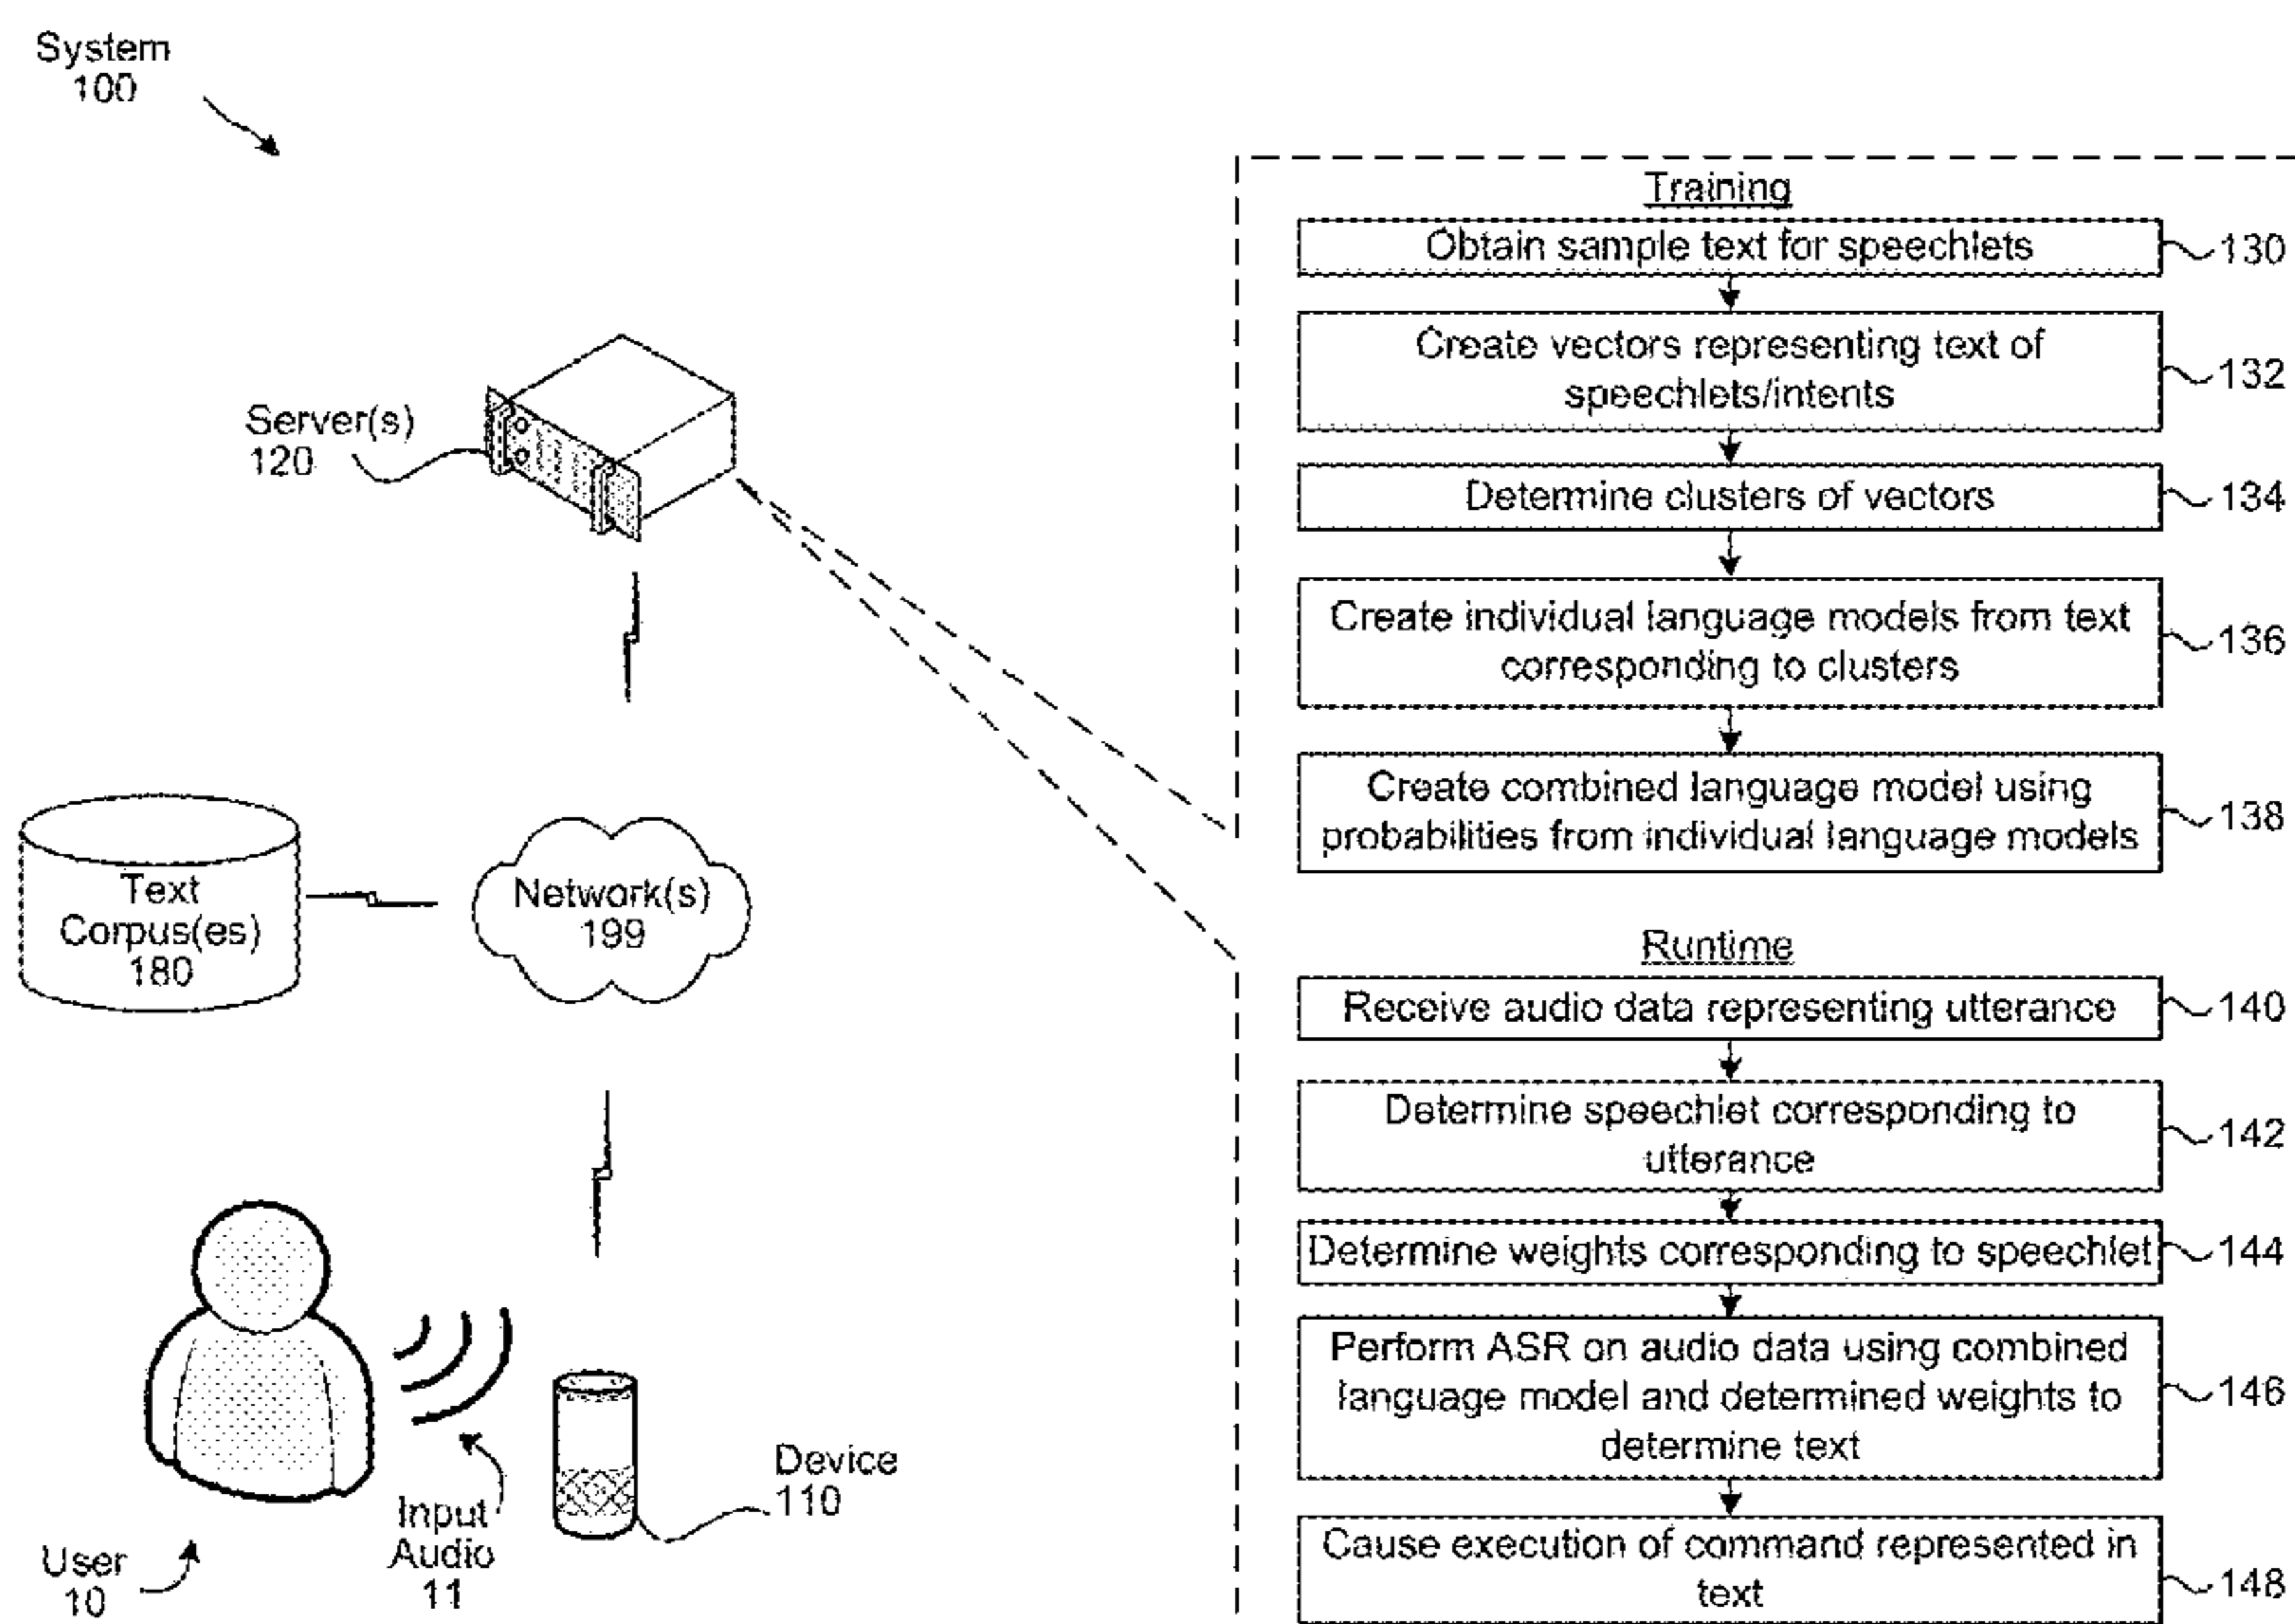 System
100
Server(s)
120
Text
Corpus(es)
180
Network(s)
199
User
10
Input
Audio
11
Device
110
Training
Obtain sample text for speechlets
130
Create vectors representing text of
speechlets/intents
132
Determine clusters of vectors
134
Create individual language models from text
corresponding to clusters
136
Create combined language model using
probabilities from individual language models
138
Runtime
Receive audio data representing utterance
140
Determine speechlet corresponding to
utterance
142
Determine weights corresponding to speechlet
144
Perform ASR on audio data using combined
language model and determined weights to
determine text
146
Cause execution of command represented in
text
148